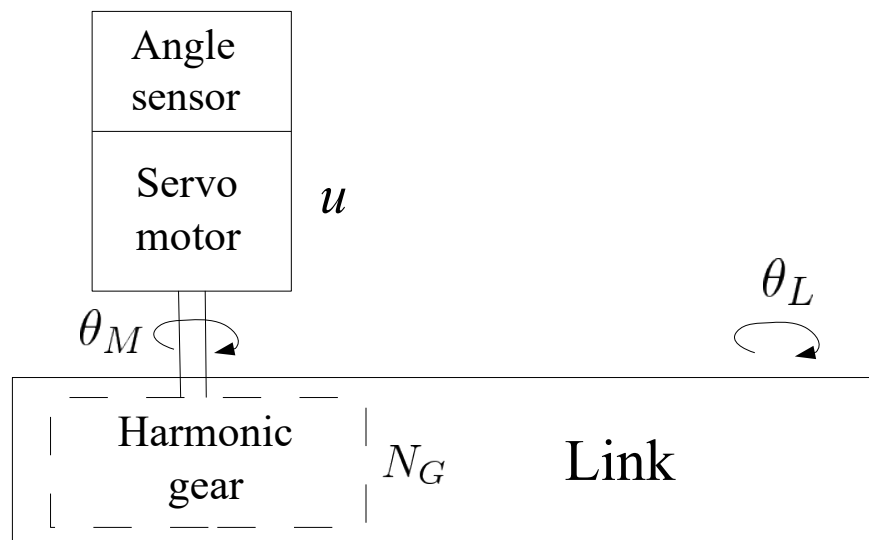 Angle
sensor
Servo
motor
u
θ_M
θ_L
Harmonic
gear
N_G
Link